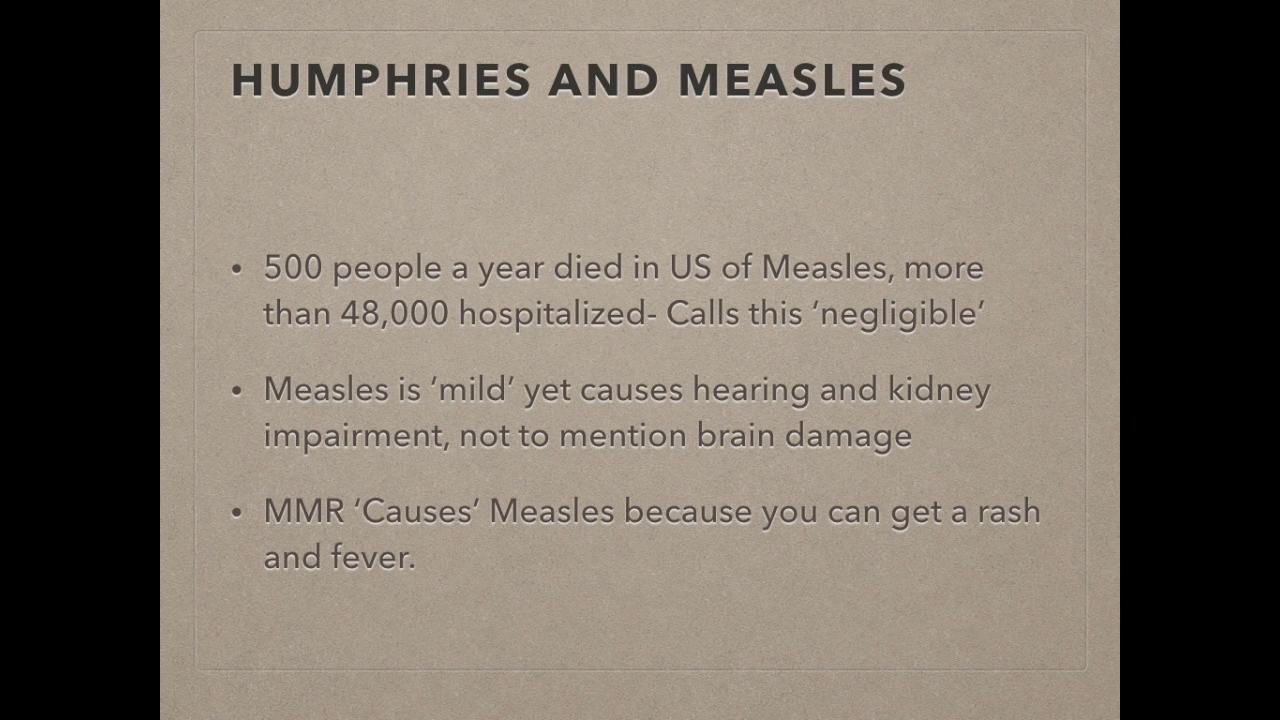 HUMPHRIES AND MEASLES
• 500 people a year died in US of Measles, more
than 48,000 hospitalized- Calls this ‘negligible’
• Measles is ‘mild’ yet causes hearing and kidney
impairment, not to mention brain damage
• MMR ‘Causes’ Measles because you can get a rash
and fever.